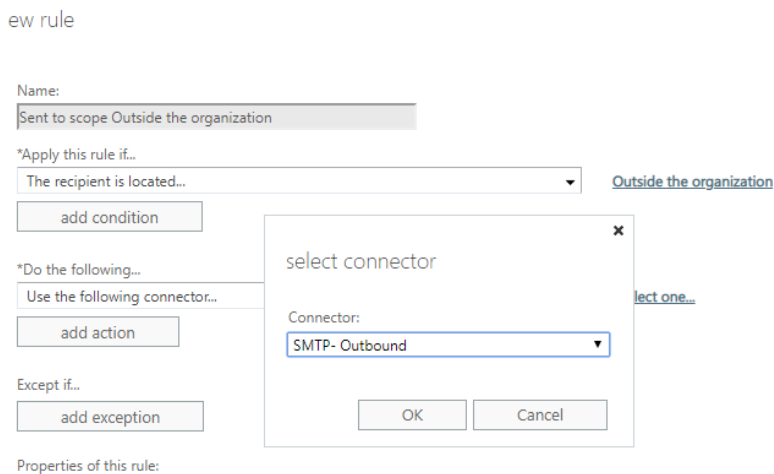 ew rule
Name:
Sent to scope Outside the organization
*Apply this rule if...
The recipient is located...
Outside the organization
add condition
select connector
*Do the following...
Use the following connector...
lect one...
Connector:
SMTP- Outbound
add action
Except if...
OK
Cancel
add exception
Properties of this rule: